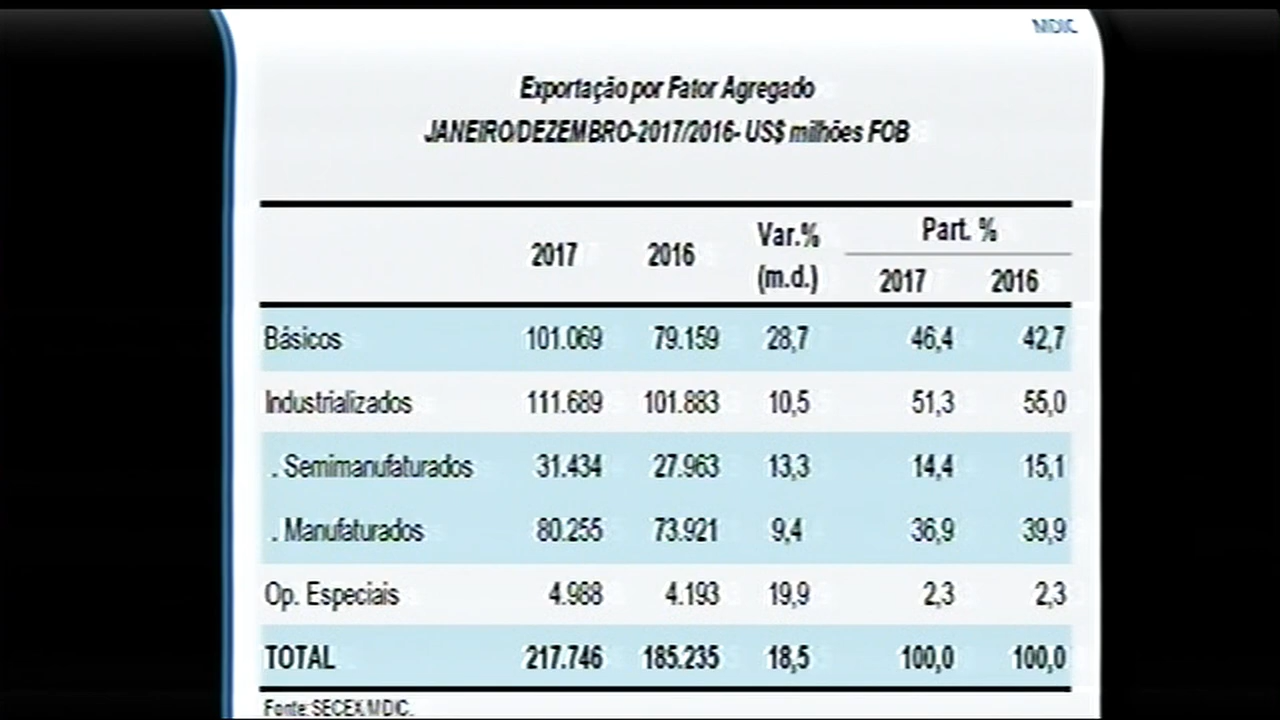 MDIC
Exportação por Fator Agregado
JANEIRO/DEZEMBRO-2017/2016- US$ milhões FOB
2017 2016 Var.% (m.d.) Part. %
2017 2016
Básicos 101.069 79.159 28,7 46,4 42,7
Industrializados 111.689 101.883 10,5 51,3 55,0
. Semimanufaturados 31.434 27.963 13,3 14,4 15,1
. Manufaturados 80.255 73.921 9,4 36,9 39,9
Op. Especiais 4.988 4.193 19,9 2,3 2,3
TOTAL 217.746 185.235 18,5 100,0 100,0
Fonte: SECEX/MDIC.